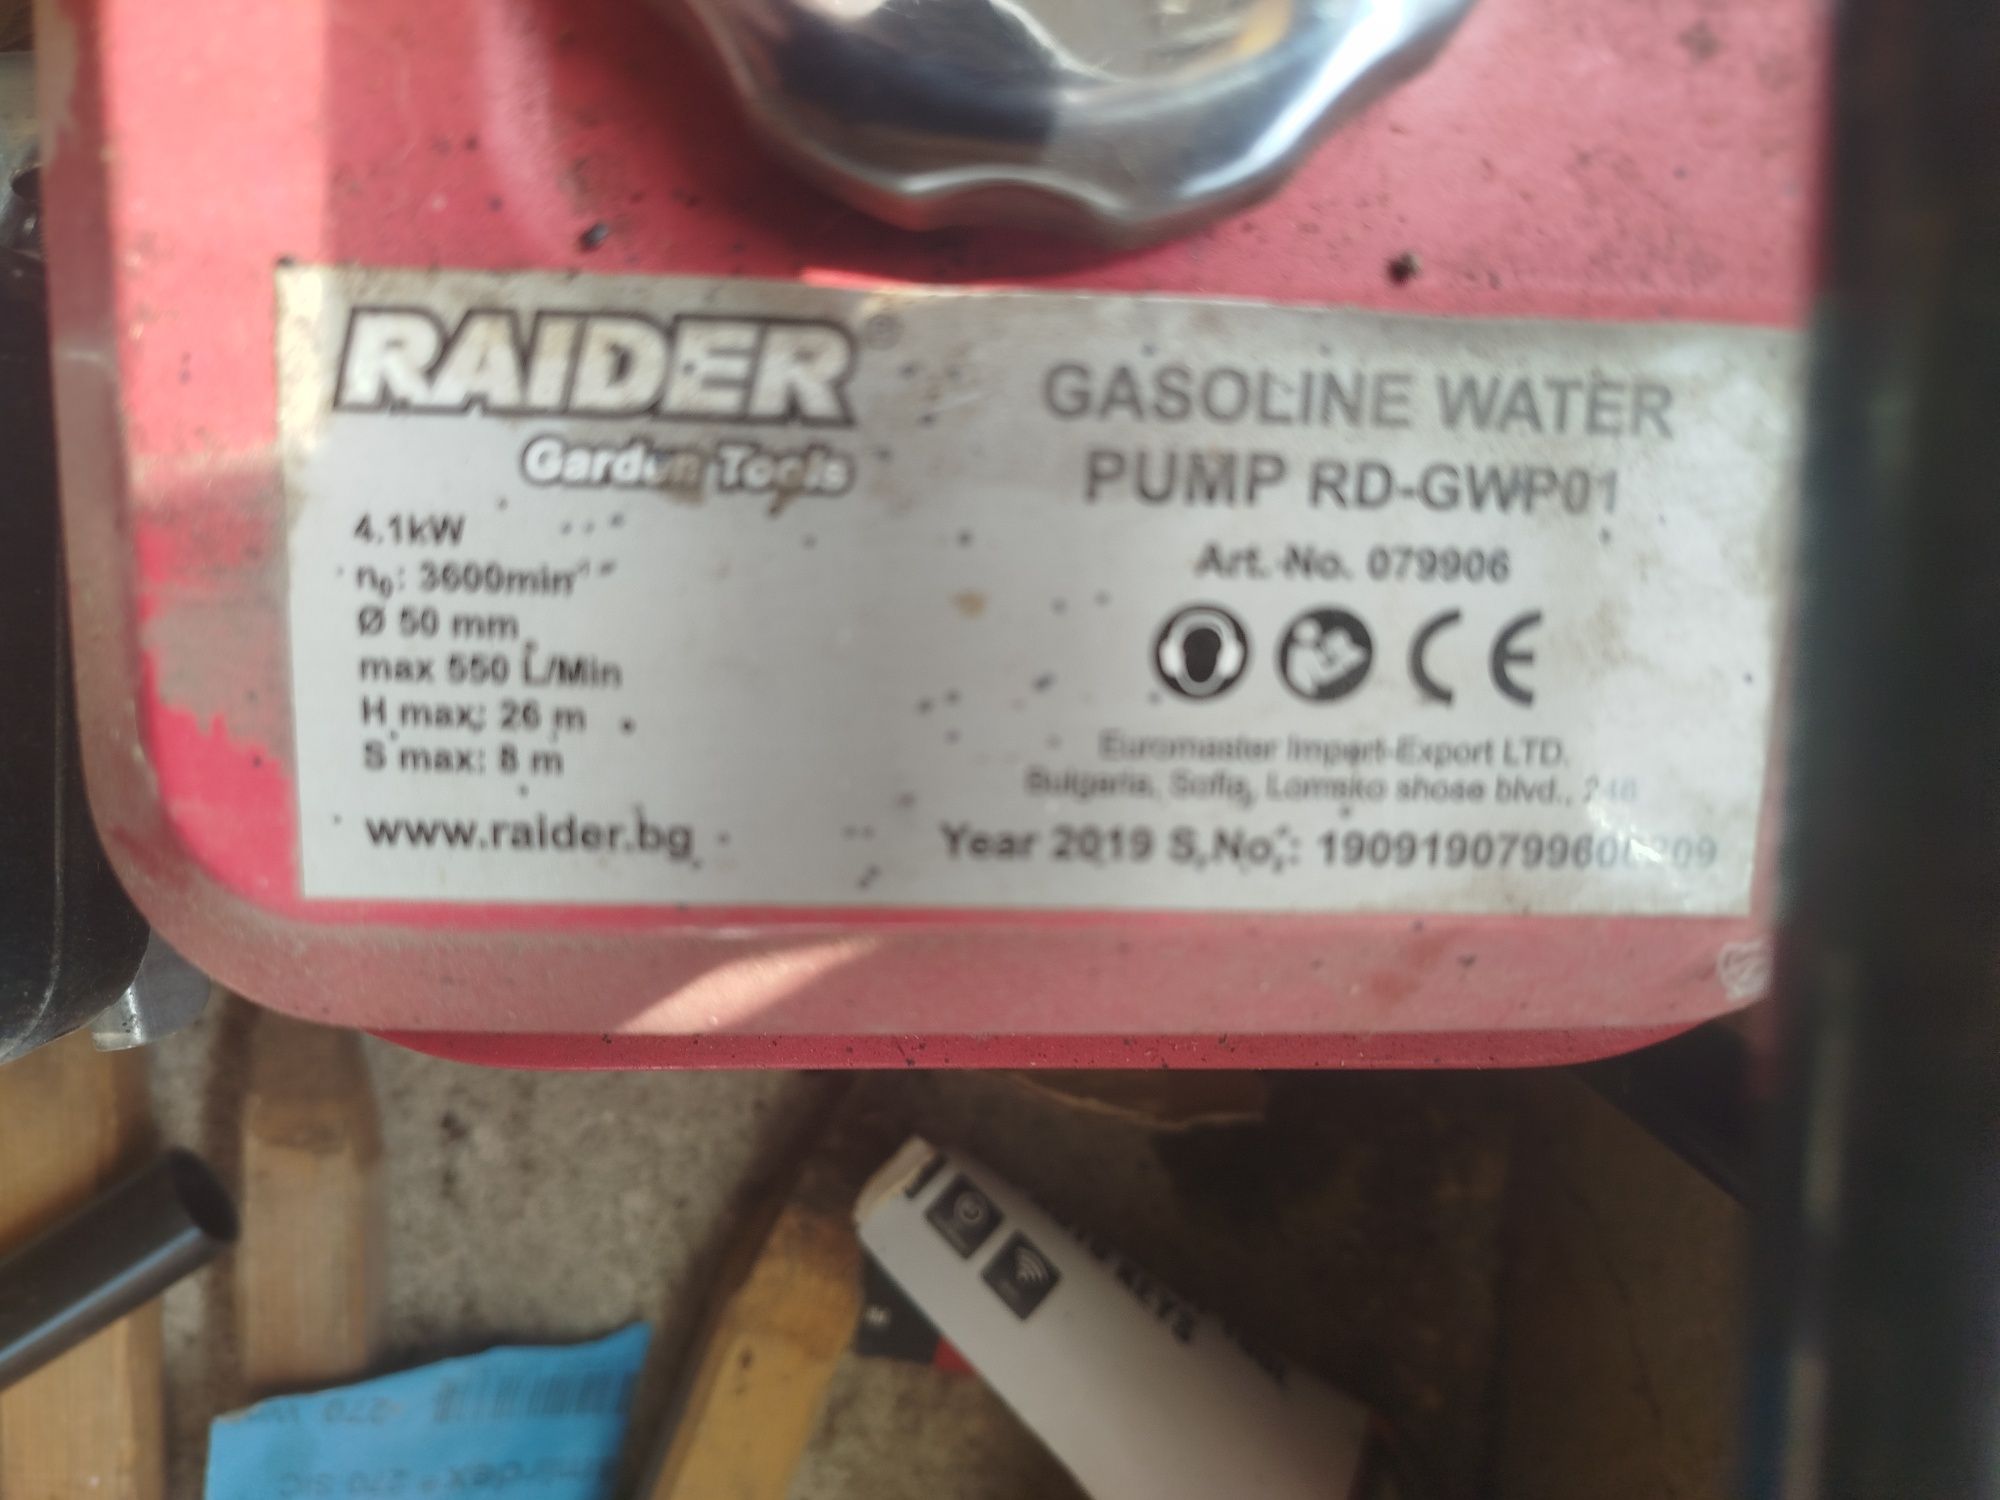 RAIDER®
Garden Tools
4.1kW
n₀: 3600min⁻¹
Ø 50 mm
max 550 L/Min
H max: 26 m
S max: 8 m
www.raider.bg
GASOLINE WATER
PUMP RD-GWP01
Art. No. 079906
CE
Euromaster Import-Export LTD.
Bulgaria, Sofia, Lomsko shose blvd., 246
Year 2019 S.No.: